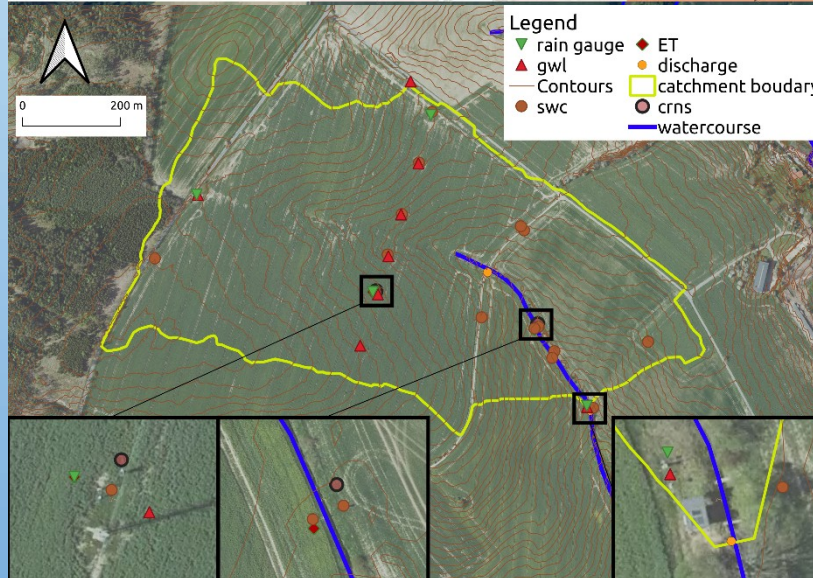 Legend
rain gauge
ET
gwl
discharge
Contours
catchment boudary
swc
crns
watercourse
0 200 m